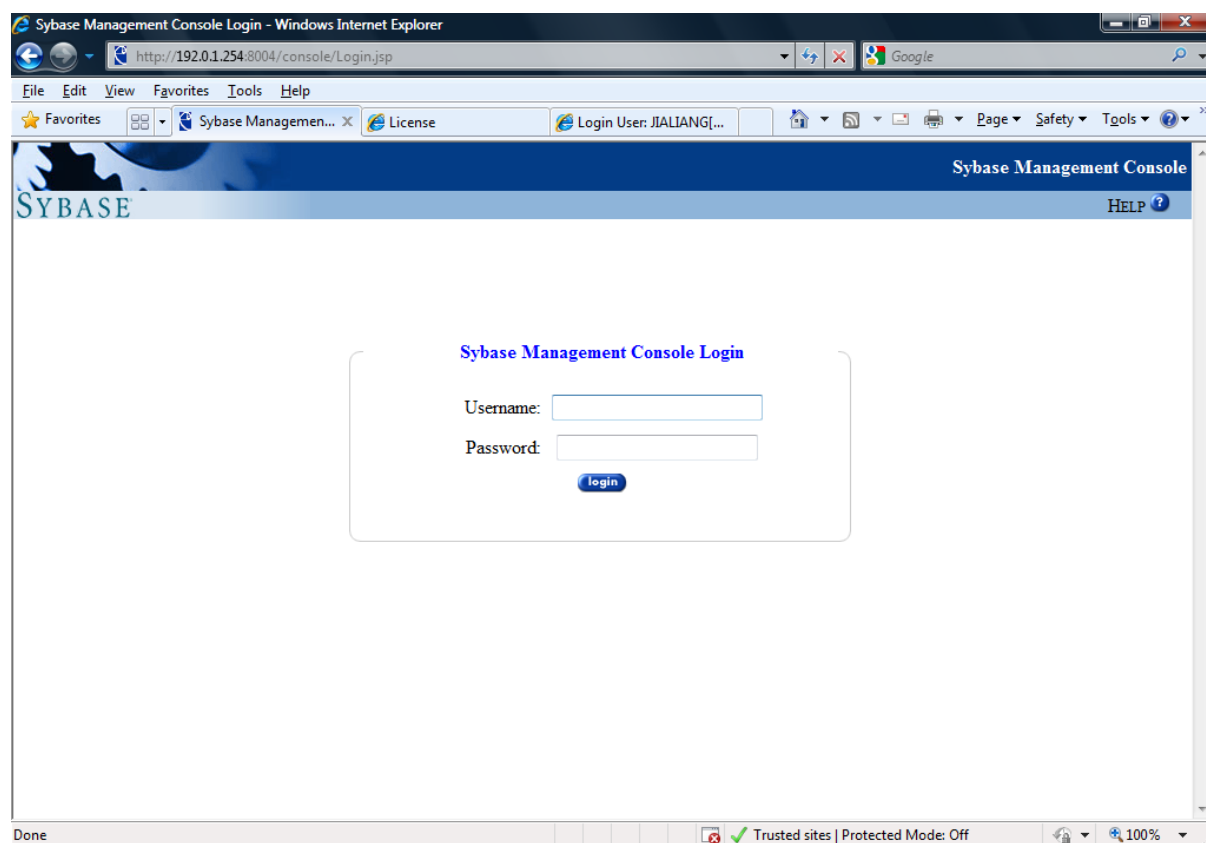 Sybase Management Console Login - Windows Internet Explorer
http://192.0.1.254:8004/console/Login.jsp
Google
File Edit View Favorites Tools Help
Favorites
Sybase Managemen...
License
Login User: JIALIANG[...
Page
Safety
Tools
Sybase Management Console
SYBASE
HELP
Sybase Management Console Login
Username:
Password:
login
Done
Trusted sites | Protected Mode: Off
100%